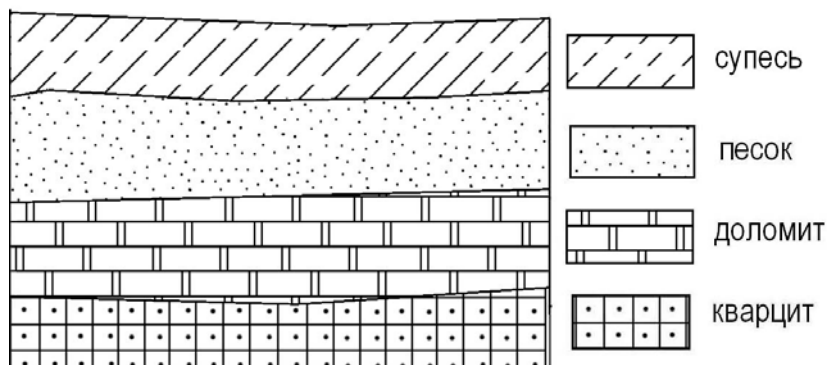 супесь
песок
доломит
кварцит